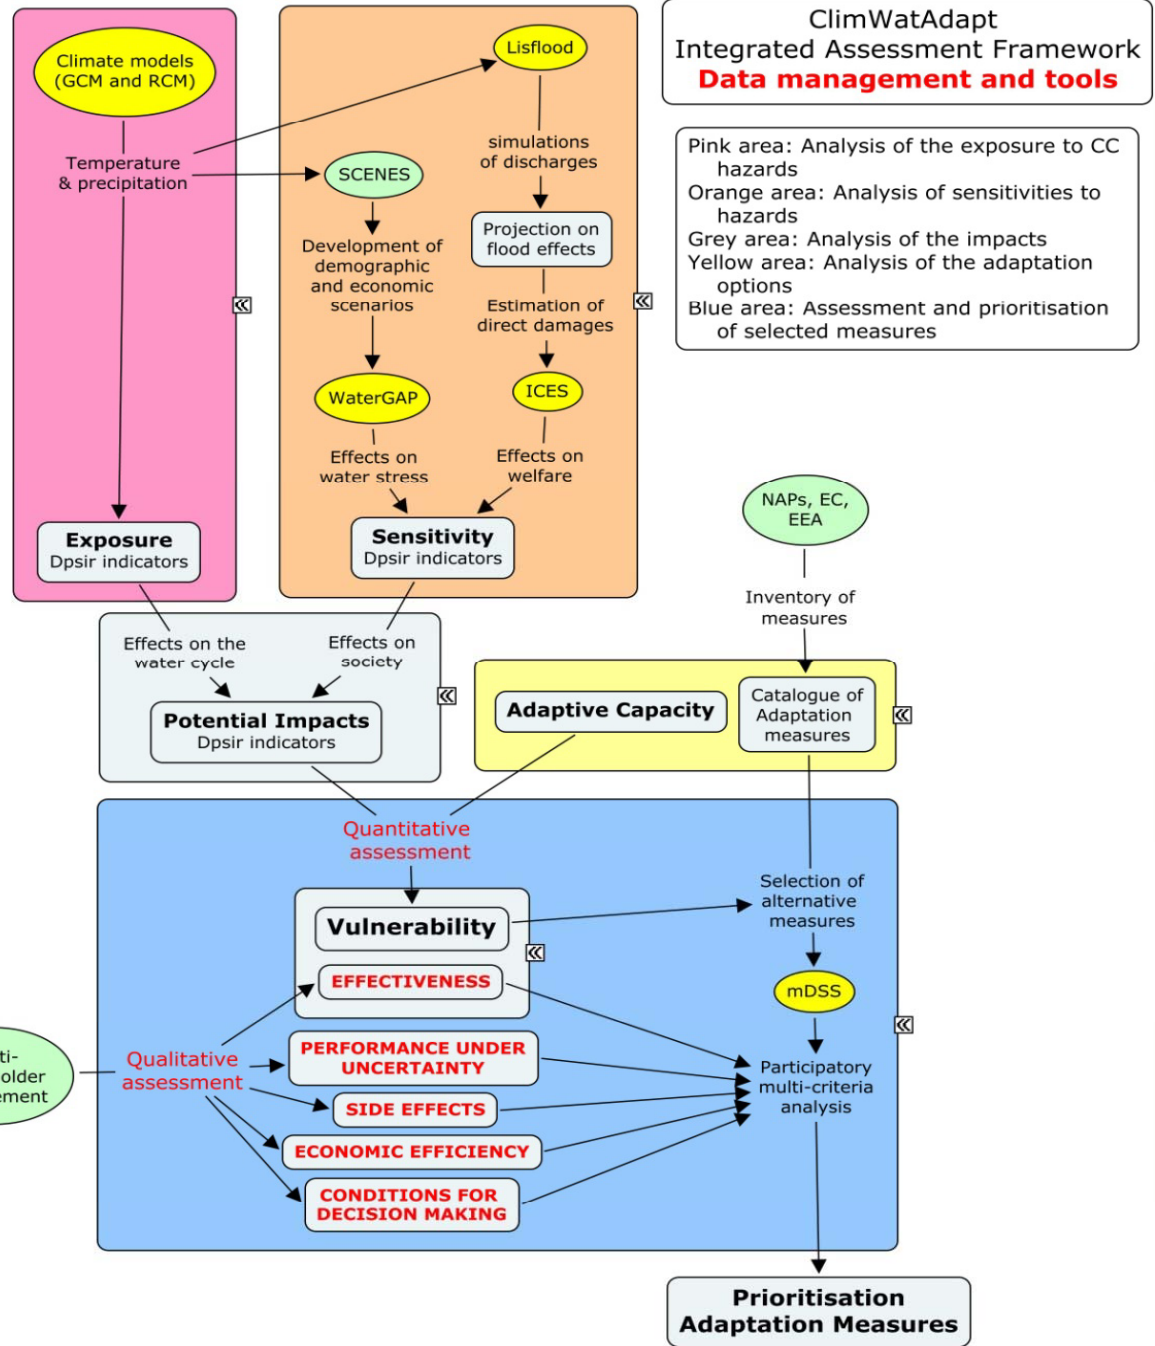 ClimWatAdapt
Integrated Assessment Framework
Data management and tools
Pink area: Analysis of the exposure to CC
hazards
Orange area: Analysis of sensitivities to
hazards
Grey area: Analysis of the impacts
Yellow area: Analysis of the adaptation
options
Blue area: Assessment and prioritisation
of selected measures
Climate models
(GCM and RCM)
Temperature
& precipitation
Exposure
Dpsir indicators
Lisflood
simulations
of discharges
SCENES
Projection on
flood effects
Development of
demographic
and economic
scenarios
Estimation of
direct damages
WaterGAP
ICES
Effects on
water stress
Effects on
welfare
Sensitivity
Dpsir indicators
NAPs, EC,
EEA
Inventory of
measures
Effects on the
water cycle
Effects on
society
Potential Impacts
Dpsir indicators
Adaptive Capacity
Catalogue of
Adaptation
measures
Quantitative
assessment
Vulnerability
EFFECTIVENESS
Selection of
alternative
measures
mDSS
ti-
older
ement
Qualitative
assessment
PERFORMANCE UNDER
UNCERTAINTY
SIDE EFFECTS
ECONOMIC EFFICIENCY
CONDITIONS FOR
DECISION MAKING
Participatory
multi-criteria
analysis
Prioritisation
Adaptation Measures